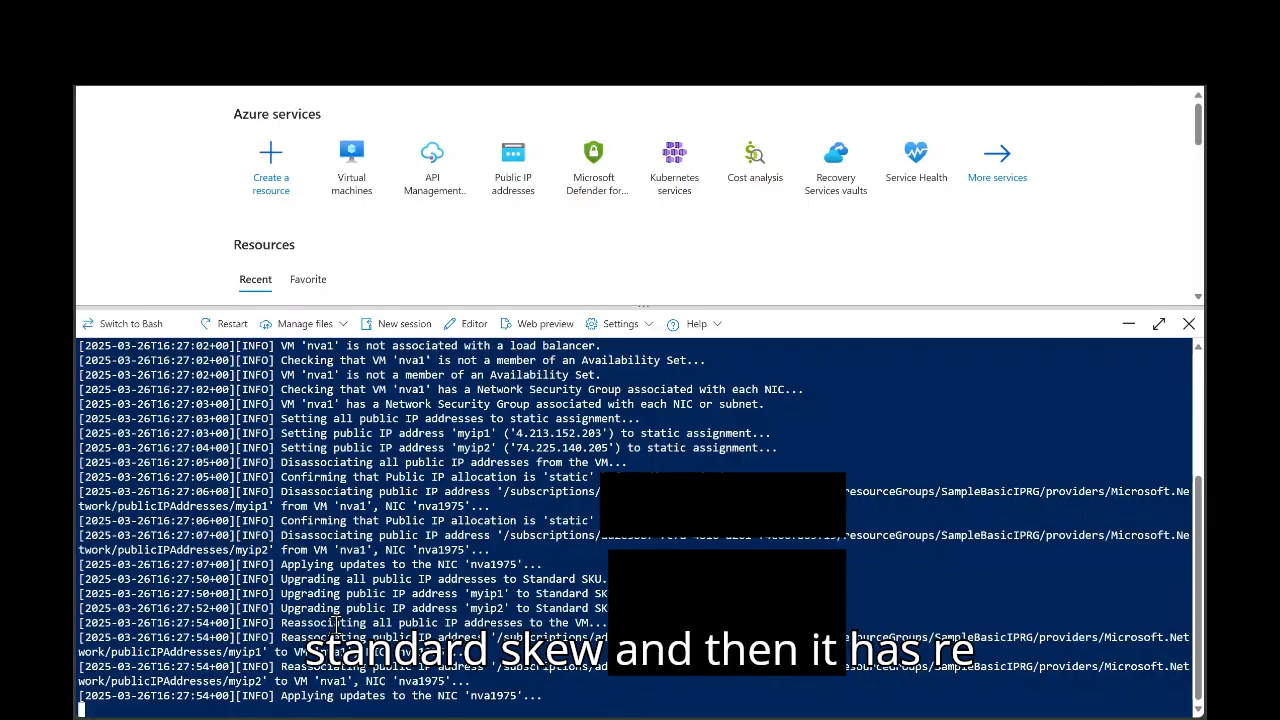 Azure services
Create a resource
Virtual machines
API Management..
Public IP addresses
Microsoft Defender for...
Kubernetes services
Cost analysis
Recovery Services vaults
Service Health
More services
Resources
Recent
Favorite
Switch to Bash
Restart
Manage files
New session
Editor
Web preview
Settings
Help
[2025-03-26T16:27:02+00][INFO] VM 'nva1' is not associated with a load balancer.
[2025-03-26T16:27:02+00][INFO] Checking that VM 'nva1' is not a member of an Availability Set...
[2025-03-26T16:27:02+00][INFO] VM 'nva1' is not a member of an Availability Set.
[2025-03-26T16:27:02+00][INFO] Checking that VM 'nva1' has a Network Security Group associated with each NIC...
[2025-03-26T16:27:03+00][INFO] VM 'nva1' has a Network Security Group associated with each NIC or subnet.
[2025-03-26T16:27:03+00][INFO] Setting all public IP addresses to static assignment...
[2025-03-26T16:27:03+00][INFO] Setting public IP address 'myip1' ('4.213.152.203') to static assignment...
[2025-03-26T16:27:04+00][INFO] Setting public IP address 'myip2' ('74.225.140.205') to static assignment...
[2025-03-26T16:27:05+00][INFO] Disassociating all public IP addresses from the VM...
[2025-03-26T16:27:05+00][INFO] Confirming that Public IP allocation is 'static'
[2025-03-26T16:27:06+00][INFO] Disassociating public IP address '/subscriptions/ resourceGroups/SampleBasicIPRG/providers/Microsoft.Ne
twork/publicIPAddresses/myip1' from VM 'nva1', NIC 'nva1975'...
[2025-03-26T16:27:06+00][INFO] Confirming that Public IP allocation is 'static'
[2025-03-26T16:27:07+00][INFO] Disassociating public IP address '/subscriptions/ resourceGroups/SampleBasicIPRG/providers/Microsoft.Ne
twork/publicIPAddresses/myip2' from VM 'nva1', NIC 'nva1975'...
[2025-03-26T16:27:07+00][INFO] Applying updates to the NIC 'nva1975'...
[2025-03-26T16:27:50+00][INFO] Upgrading all public IP addresses to Standard SKU.
[2025-03-26T16:27:50+00][INFO] Upgrading public IP address 'myip1' to Standard SK
[2025-03-26T16:27:52+00][INFO] Upgrading public IP address 'myip2' to Standard SK
[2025-03-26T16:27:54+00][INFO] Reassociating all public IP addresses to the VM...
[2025-03-26T16:27:54+00][INFO] Reassociating public IP address '/subscriptions/ad ourceGroups/SampleBasicIPRG/providers/Microsoft.Net
work/publicIPAddresses/myip1' to VM
standard skew and then it has re
[2025-03-26T16:27:54+00][INFO] Reassociating public IP address '/subscriptions/ad ourceGroups/SampleBasicIPRG/providers/Microsoft.Net
work/publicIPAddresses/myip2' to VM 'nva1', NIC 'nva1975'...
[2025-03-26T16:27:54+00][INFO] Applying updates to the NIC 'nva1975'...